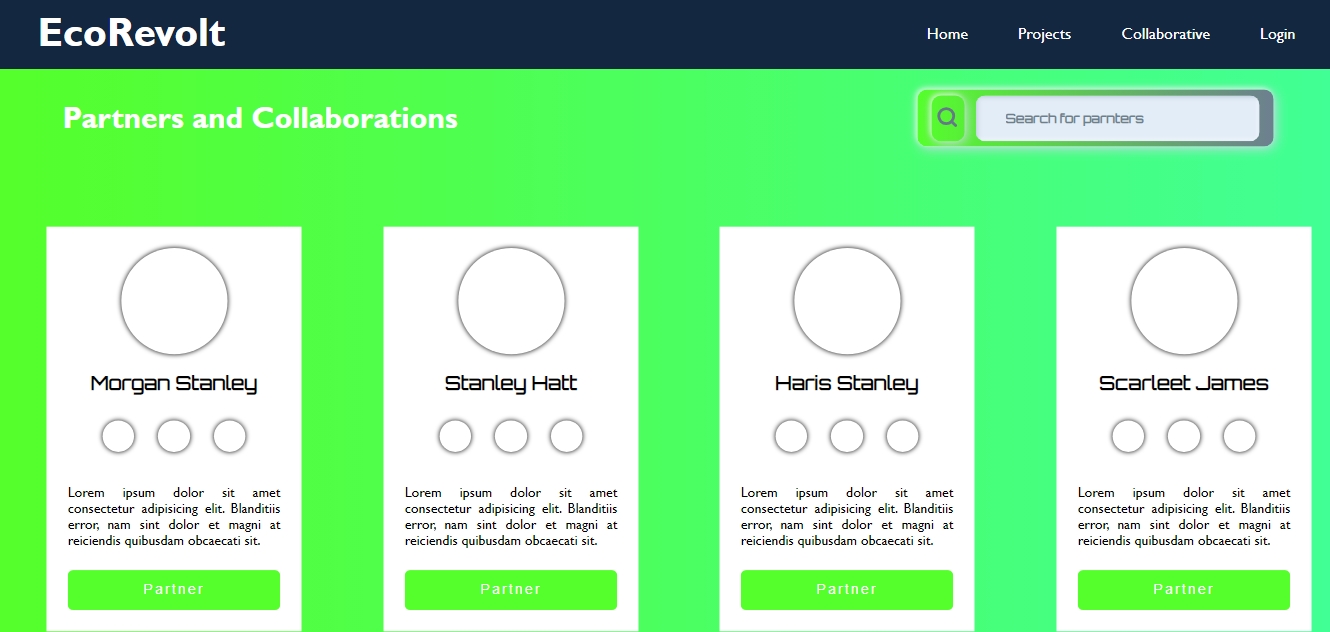 EcoRevolt
Home Projects Collaborative Login
Partners and Collaborations
Search for parnters
Morgan Stanley
Lorem ipsum dolor sit amet
consectetur adipisicing elit. Blanditiis
error, nam sint dolor et magni at
reiciendis quibusdam obcaecati sit.
Partner
Stanley Hatt
Lorem ipsum dolor sit amet
consectetur adipisicing elit. Blanditiis
error, nam sint dolor et magni at
reiciendis quibusdam obcaecati sit.
Partner
Haris Stanley
Lorem ipsum dolor sit amet
consectetur adipisicing elit. Blanditiis
error, nam sint dolor et magni at
reiciendis quibusdam obcaecati sit.
Partner
Scarleet James
Lorem ipsum dolor sit amet
consectetur adipisicing elit. Blanditiis
error, nam sint dolor et magni at
reiciendis quibusdam obcaecati sit.
Partner